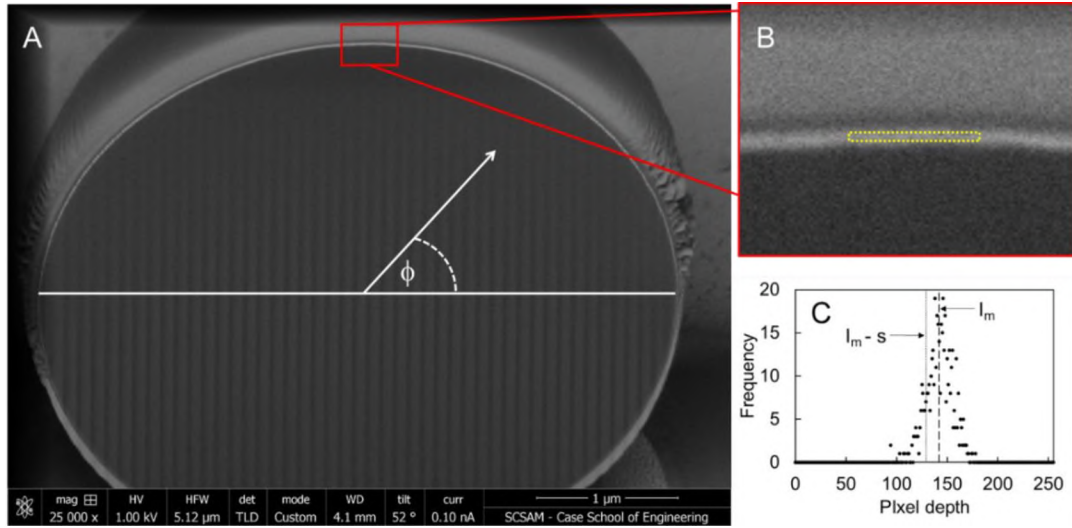 A
ϕ
mag ⊞ HV HFW det mode WD tilt curr
25 000 x 1.00 kV 5.12 µm TLD Custom 4.1 mm 52 ° 0.10 nA
1 µm
SCSAM - Case School of Engineering
B
C
Frequency
20
15
10
5
0
Iₘ
Iₘ - s
0 50 100 150 200 250
PIxel depth